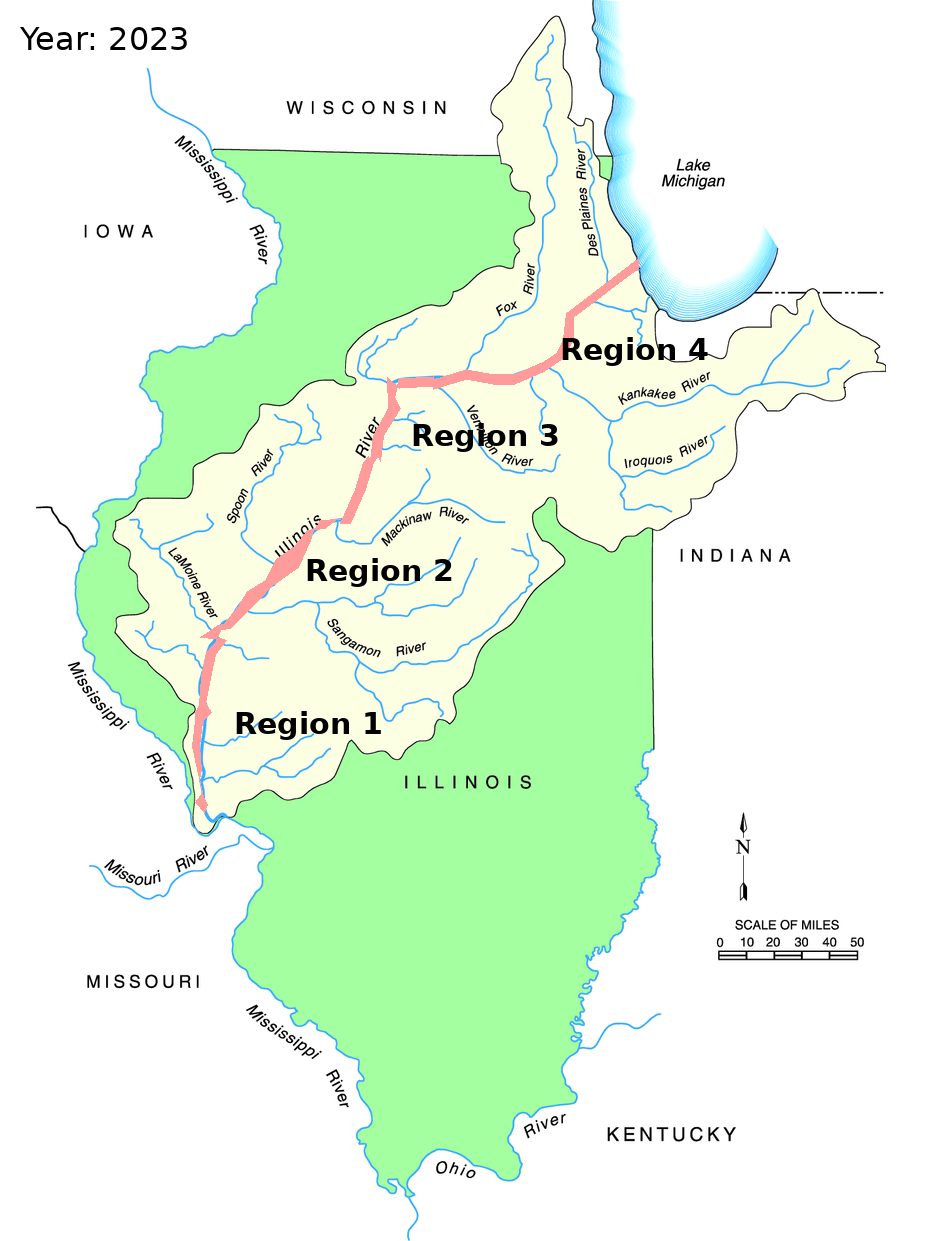 Year: 2023
WISCONSIN
Mississippi
River
IOWA
Lake
Michigan
Des Plaines River
Fox
River
Region 4
Kankakee River
Region 3
Vermilion
River
River
Spoon River
Iroquois River
Illinois
Mackinaw River
LaMoine River
Region 2
INDIANA
Sangamon River
Mississippi
River
Region 1
ILLINOIS
N
Missouri River
SCALE OF MILES
0 10 20 30 40 50
MISSOURI
Mississippi
River
River
KENTUCKY
Ohio